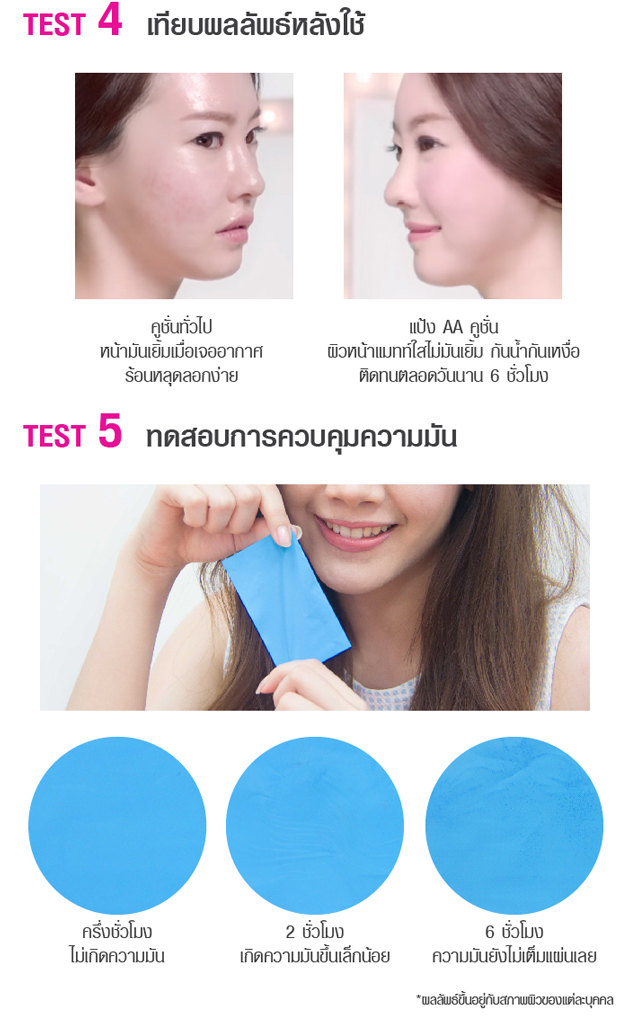 TEST 4 เทียบผลลัพธ์หลังใช้
คูชั่นทั่วไป
หน้ามันเยิ้มเมื่อเจออากาศ
ร้อนหลุดลอกง่าย
แป้ง AA คูชั่น
ผิวหน้าแมทท์ใสไม่มันเยิ้ม กันน้ำกันเหงื่อ
ติดทนตลอดวันนาน 6 ชั่วโมง
TEST 5 ทดสอบการควบคุมความมัน
ครึ่งชั่วโมง
ไม่เกิดความมัน
2 ชั่วโมง
เกิดความมันขึ้นเล็กน้อย
6 ชั่วโมง
ความมันยังไม่เต็มแผ่นเลย
*ผลลัพธ์ขึ้นอยู่กับสภาพผิวของแต่ละบุคคล